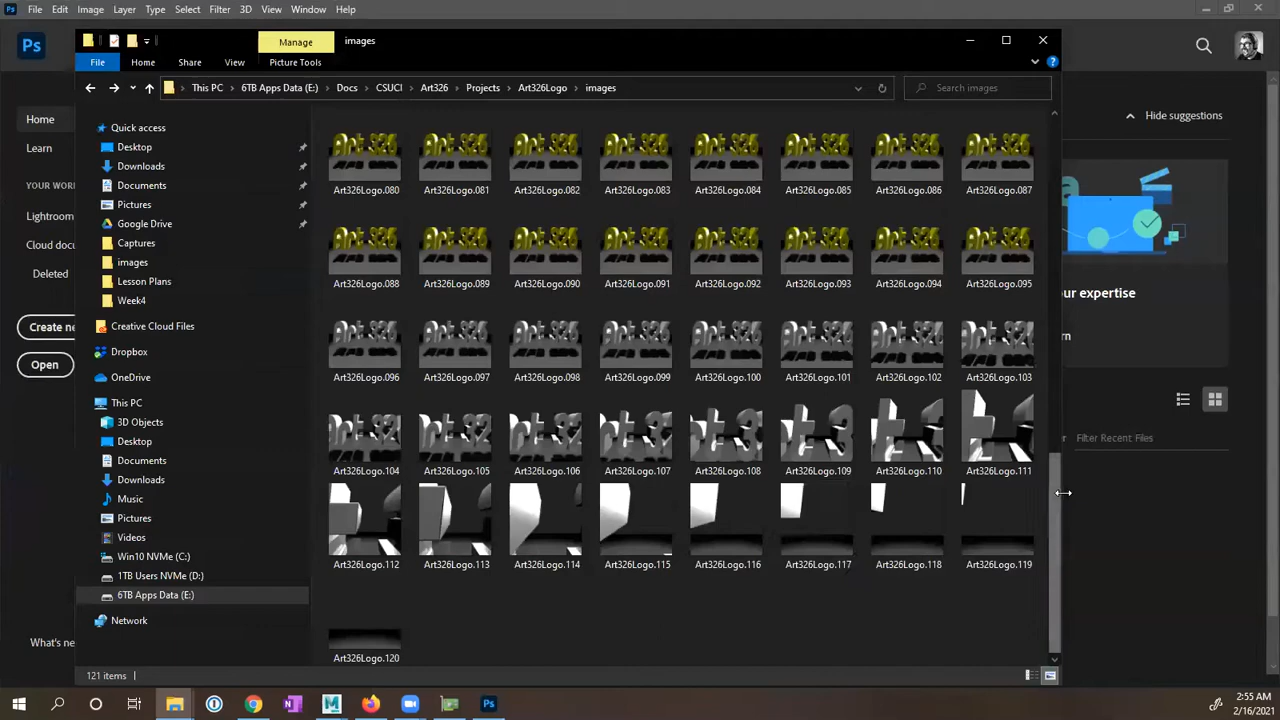 Ps File Edit Image Layer Type Select Filter 3D View Window Help
Ps
Manage images
File Home Share View Picture Tools
This PC > 6TB Apps Data (E:) > Docs > CSUCI > Art326 > Projects > Art326Logo > images
Search images
Home
Learn
YOUR WOR
Lightroom
Cloud docu
Deleted
Create ne
Open
What's ne
Quick access
Desktop
Downloads
Documents
Pictures
Google Drive
Captures
images
Lesson Plans
Week4
Creative Cloud Files
Dropbox
OneDrive
This PC
3D Objects
Desktop
Documents
Downloads
Music
Pictures
Videos
Win10 NVMe (C:)
1TB Users NVMe (D:)
6TB Apps Data (E:)
Network
Art326Logo.080 Art326Logo.081 Art326Logo.082 Art326Logo.083 Art326Logo.084 Art326Logo.085 Art326Logo.086 Art326Logo.087
Art326Logo.088 Art326Logo.089 Art326Logo.090 Art326Logo.091 Art326Logo.092 Art326Logo.093 Art326Logo.094 Art326Logo.095
Art326Logo.096 Art326Logo.097 Art326Logo.098 Art326Logo.099 Art326Logo.100 Art326Logo.101 Art326Logo.102 Art326Logo.103
Art326Logo.104 Art326Logo.105 Art326Logo.106 Art326Logo.107 Art326Logo.108 Art326Logo.109 Art326Logo.110 Art326Logo.111
Art326Logo.112 Art326Logo.113 Art326Logo.114 Art326Logo.115 Art326Logo.116 Art326Logo.117 Art326Logo.118 Art326Logo.119
Art326Logo.120
121 items
Hide suggestions
ur expertise
rn
Filter Recent Files
2:55 AM
2/16/2021